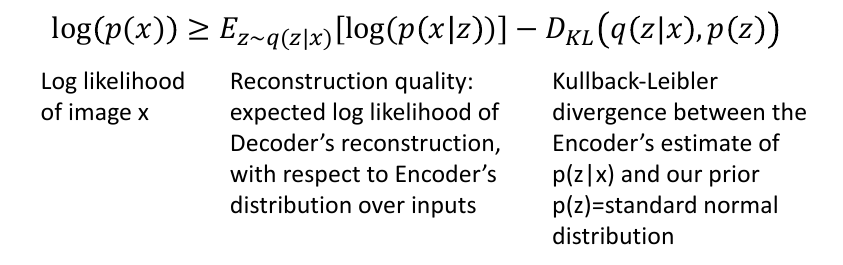 log(p(x)) ≥ E_{z~q(z|x)}[log(p(x|z))] − D_{KL}(q(z|x), p(z))
Log likelihood
of image x
Reconstruction quality:
expected log likelihood of
Decoder’s reconstruction,
with respect to Encoder’s
distribution over inputs
Kullback-Leibler
divergence between the
Encoder’s estimate of
p(z|x) and our prior
p(z)=standard normal
distribution